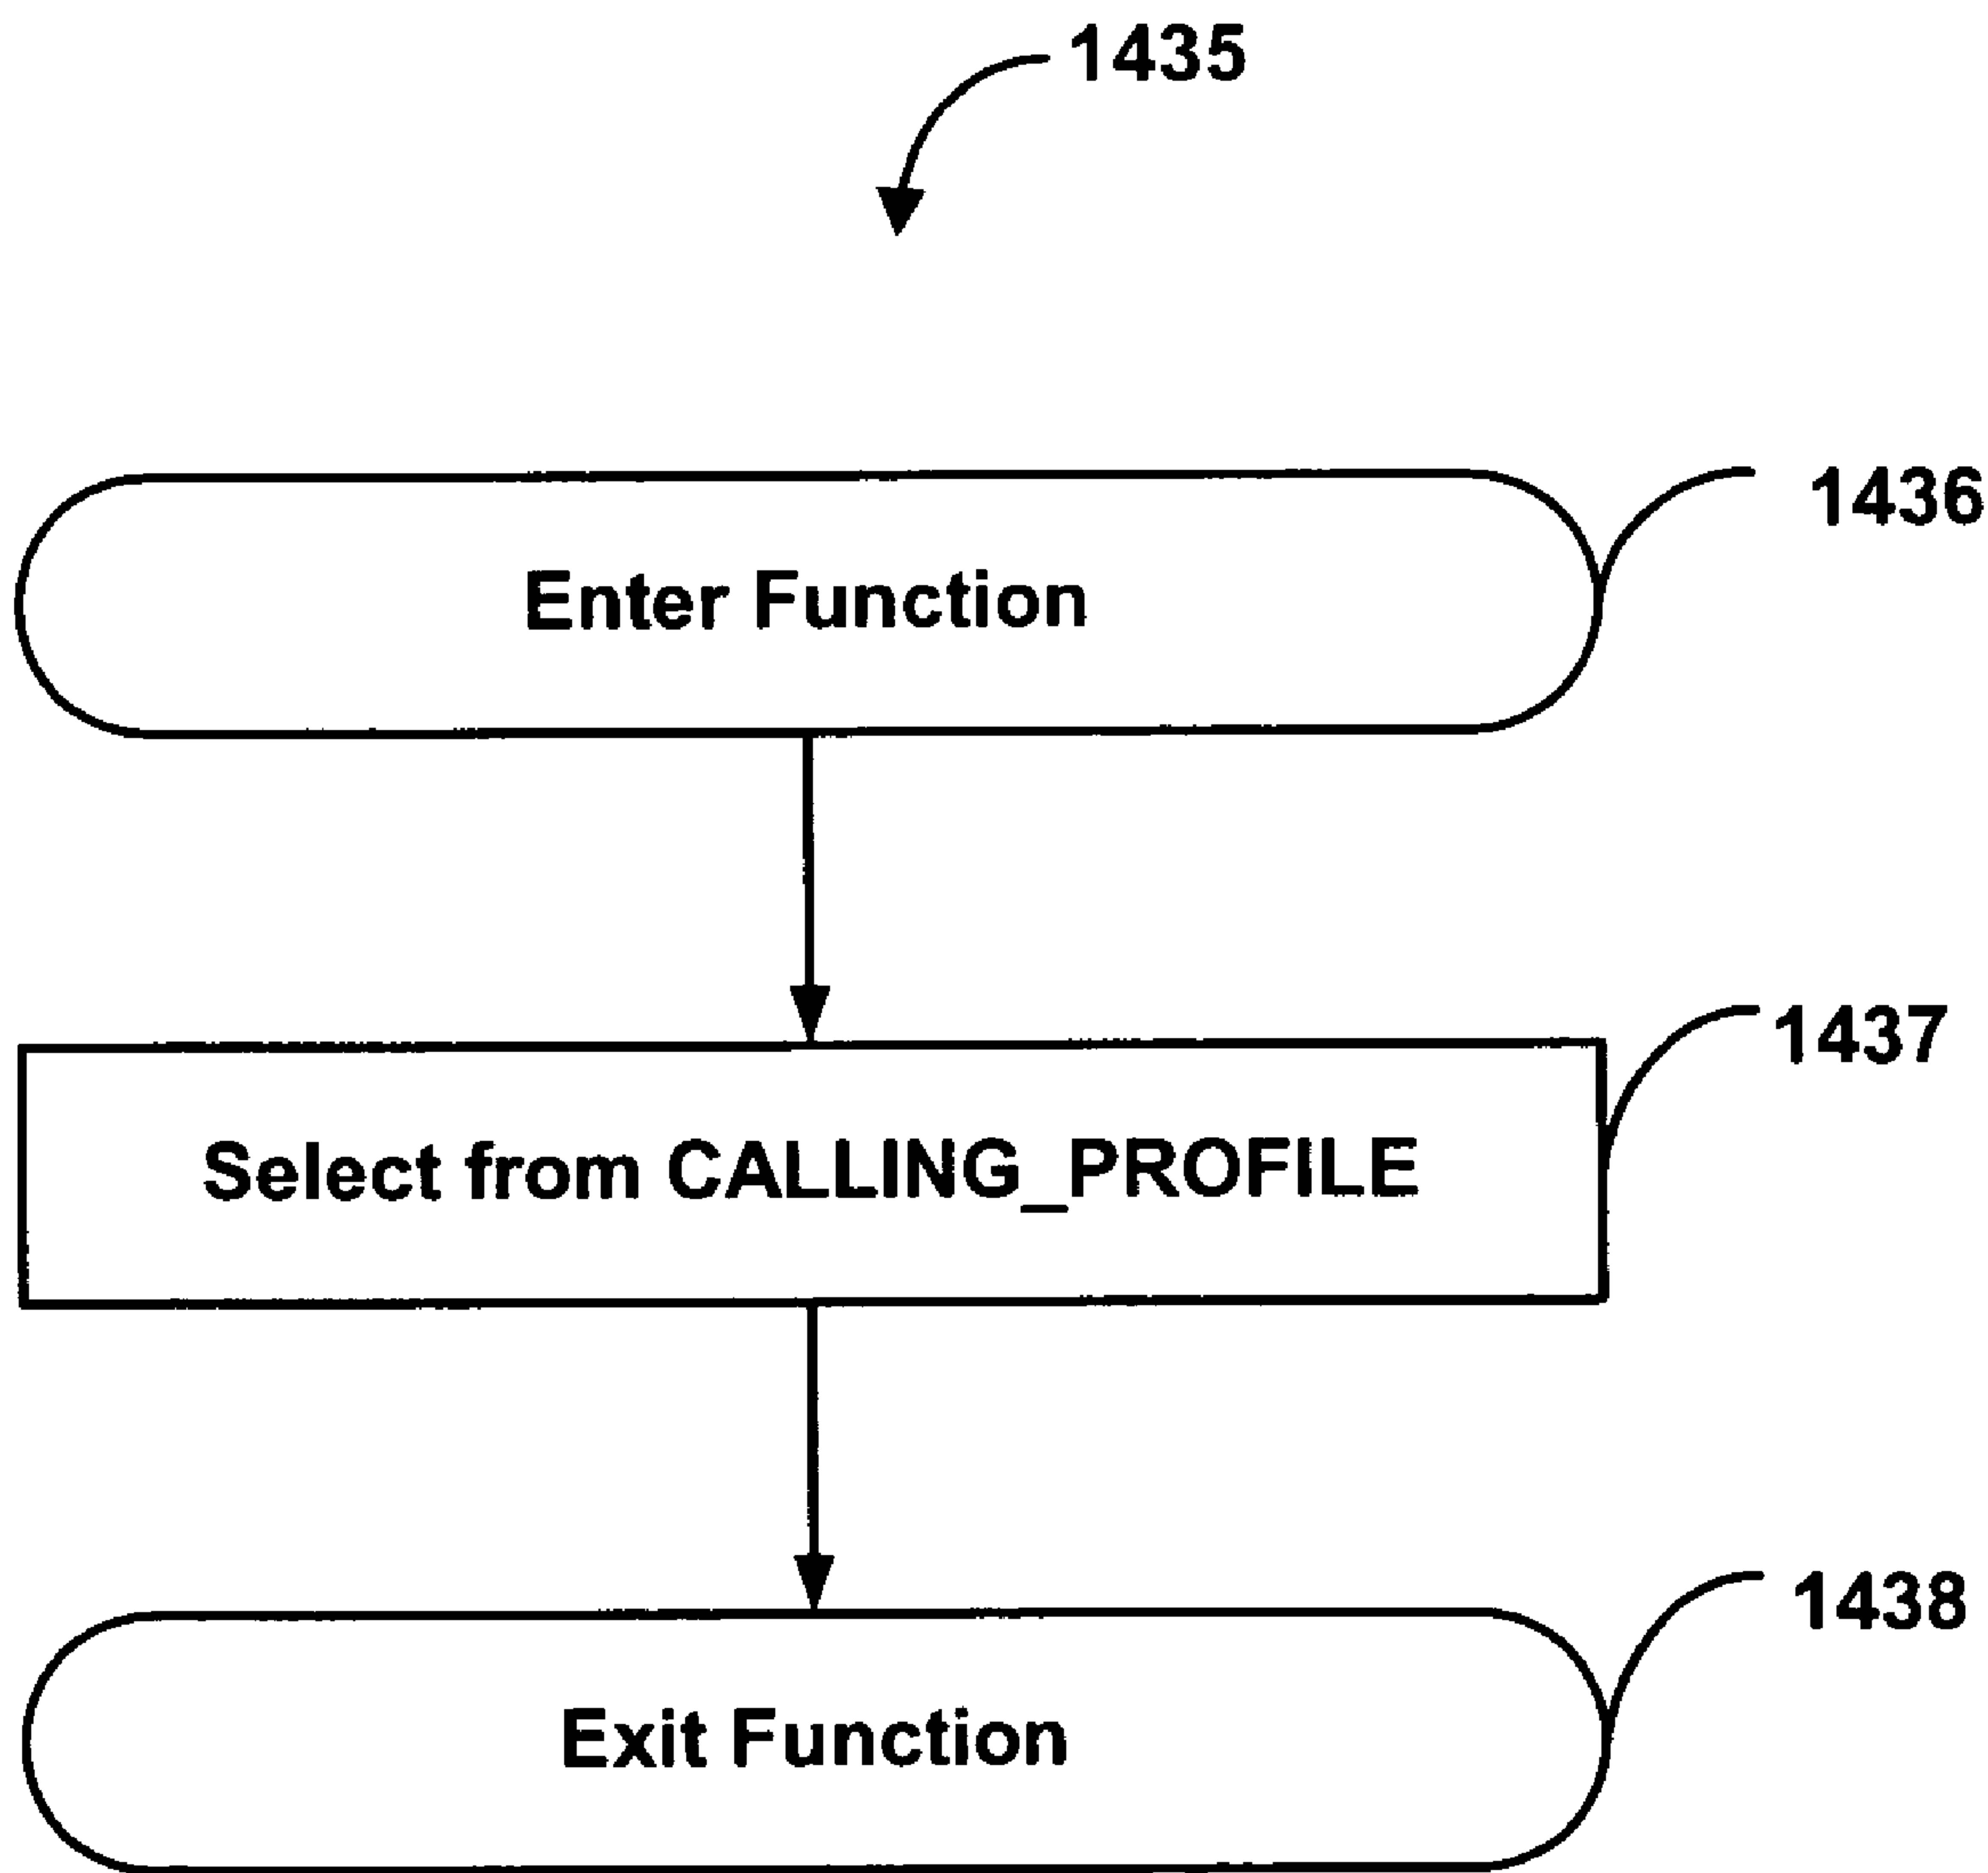 1435
1436
Enter Function
1437
Select from CALLING_PROFILE
1438
Exit Function